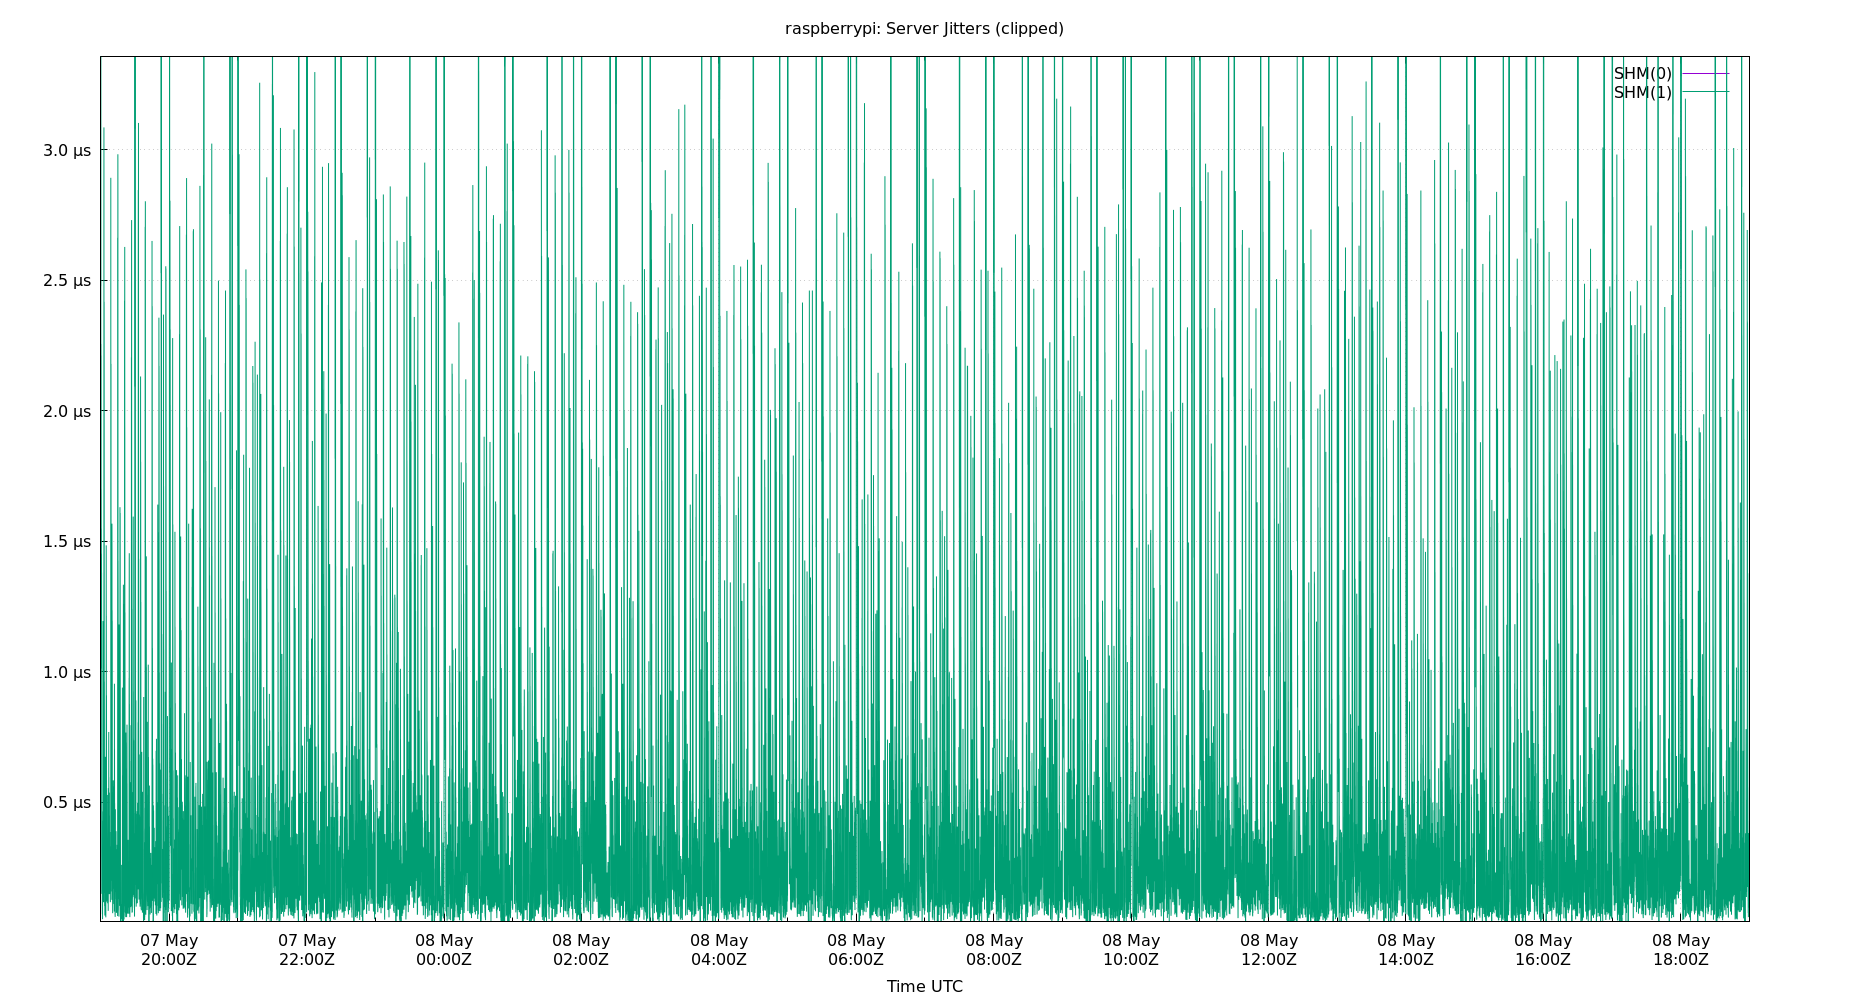 raspberrypi: Server Jitters (clipped)
SHM(0)
SHM(1)
3.0 µs
2.5 µs
2.0 µs
1.5 µs
1.0 µs
0.5 µs
07 May 07 May 08 May 08 May 08 May 08 May 08 May 08 May 08 May 08 May 08 May 08 May
20:00Z 22:00Z 00:00Z 02:00Z 04:00Z 06:00Z 08:00Z 10:00Z 12:00Z 14:00Z 16:00Z 18:00Z
Time UTC